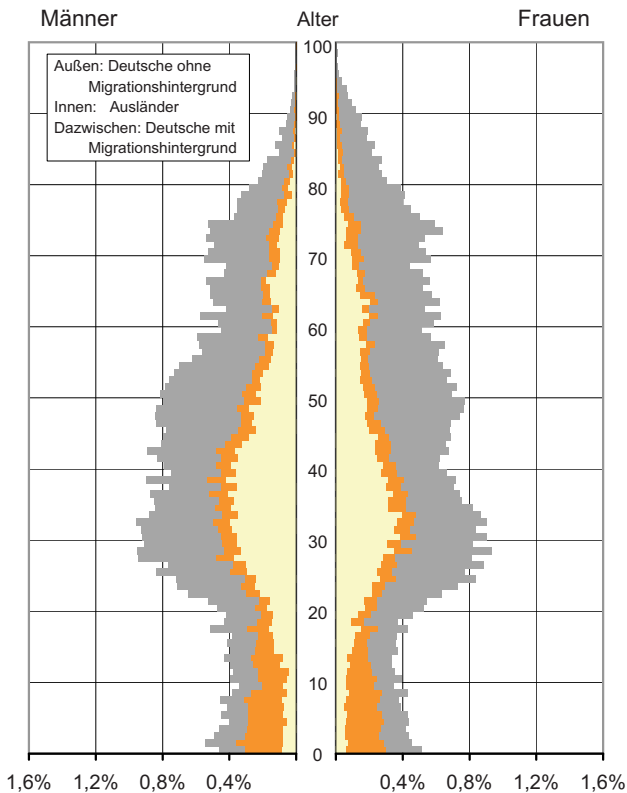 Männer Alter Frauen
Außen: Deutsche ohne
Migrationshintergrund
Innen: Ausländer
Dazwischen: Deutsche mit
Migrationshintergrund
100
90
80
70
60
50
40
30
20
10
0
1,6% 1,2% 0,8% 0,4% 0,4% 0,8% 1,2% 1,6%